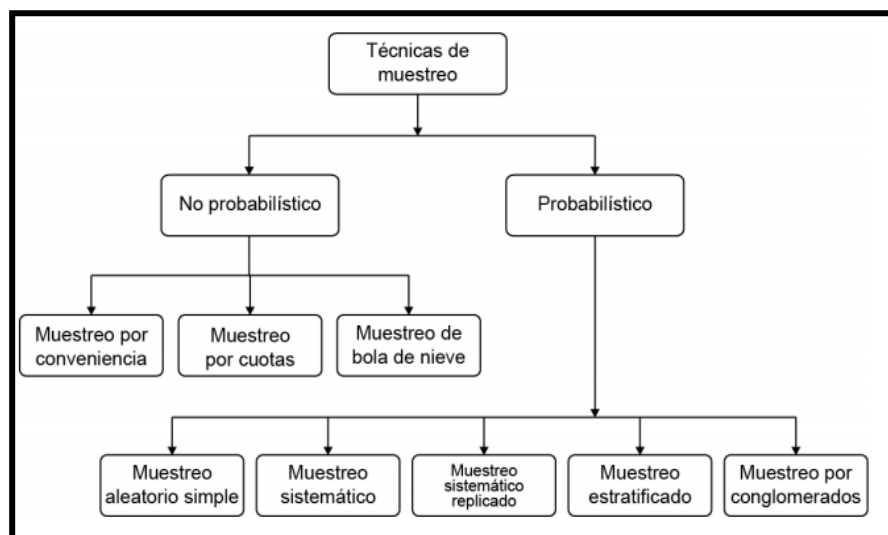 Técnicas de
muestreo
No probabilístico
Probabilístico
Muestreo por
conveniencia
Muestreo
por cuotas
Muestreo de
bola de nieve
Muestreo
aleatorio simple
Muestreo
sistemático
Muestreo
sistemático
replicado
Muestreo
estratificado
Muestreo por
conglomerados